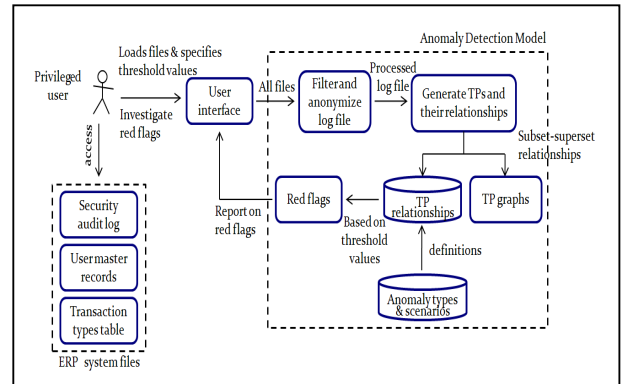 Anomaly Detection Model
Loads files & specifies
threshold values
Privileged
user
Investigate
red flags
access
User
interface
All files
Filter and
anonymize
log file
Processed
log file
Generate TPs and
their relationships
Subset-superset
relationships
Red flags
Report on
red flags
Based on
threshold
values
TP
relationships
TP graphs
definitions
Anomaly types
& scenarios
Security
audit log
User master
records
Transaction
types table
ERP system files